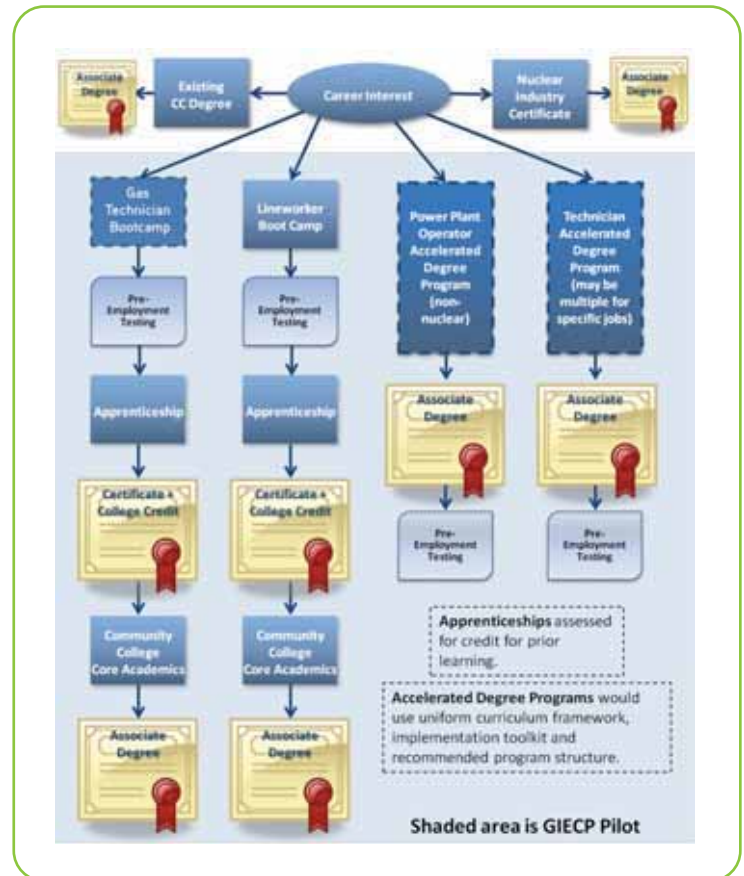 Associate
Degree
Existing
CC Degree
Career Interest
Nuclear
Industry
Certificate
Associate
Degree
Gas
Technician
Bootcamp
Lineworker
Boot Camp
Power Plant
Operator
Accelerated
Degree
Program
(non-
nuclear)
Technician
Accelerated
Degree
Program
(may be
multiple for
specific jobs)
Pre-
Employment
Testing
Pre-
Employment
Testing
Apprenticeship
Apprenticeship
Associate
Degree
Associate
Degree
Certificate +
College Credit
Certificate +
College Credit
Pre-
Employment
Testing
Pre-
Employment
Testing
Community
College
Core Academics
Community
College
Core Academics
Apprenticeships assessed
for credit for prior
learning.
Accelerated Degree Programs would
use uniform curriculum framework,
implementation toolkit and
recommended program structure.
Associate
Degree
Associate
Degree
Shaded area is GIECP Pilot